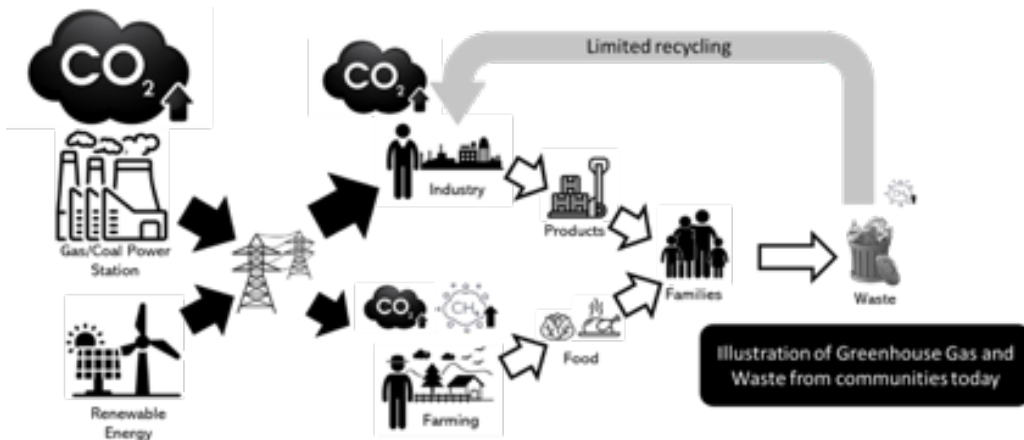 CO2
Gas/Coal Power
Station
Renewable
Energy
CO2
Industry
CO2
CH4
Farming
Limited recycling
Products
Food
Families
CH4
Waste
Illustration of Greenhouse Gas and
Waste from communities today